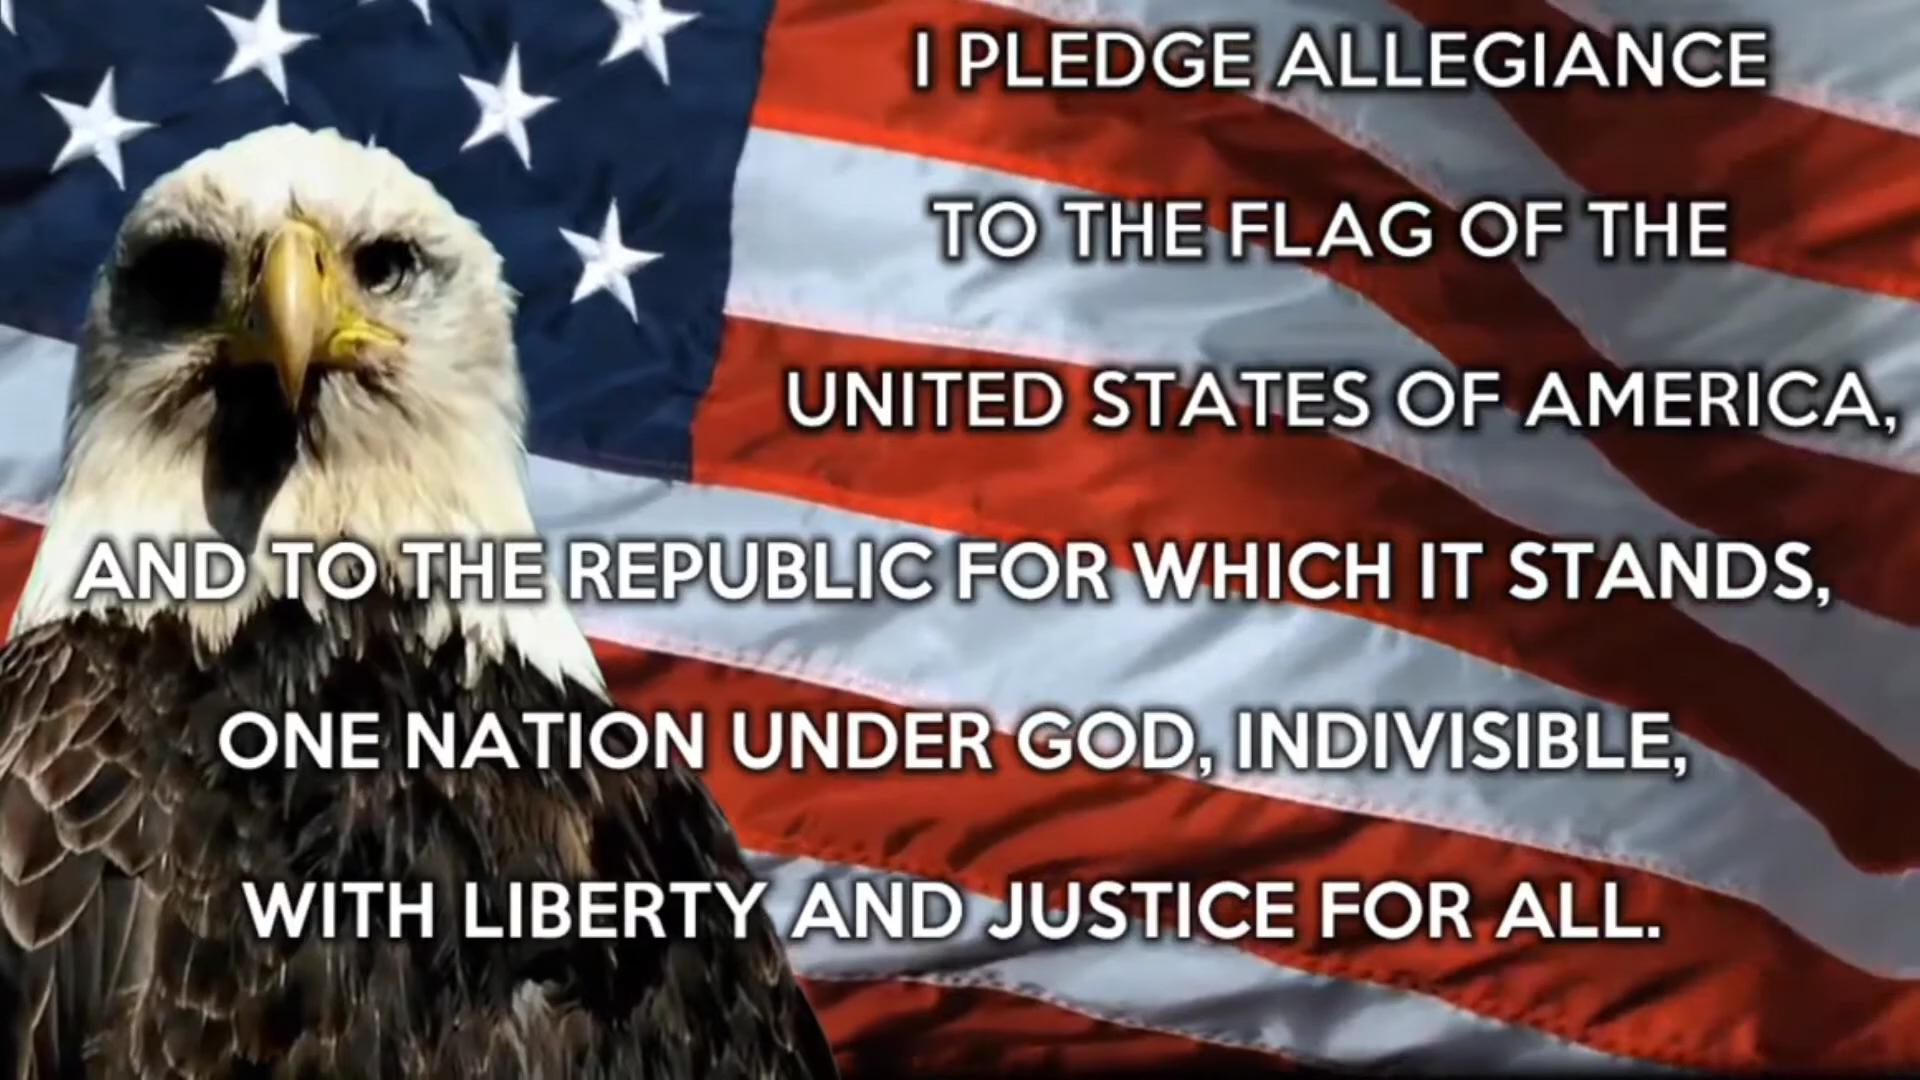 I PLEDGE ALLEGIANCE
TO THE FLAG OF THE
UNITED STATES OF AMERICA,
AND TO THE REPUBLIC FOR WHICH IT STANDS,
ONE NATION UNDER GOD, INDIVISIBLE,
WITH LIBERTY AND JUSTICE FOR ALL.